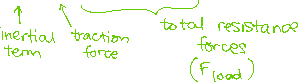 inertial
term
traction
force
total resistance
forces
(Fload)